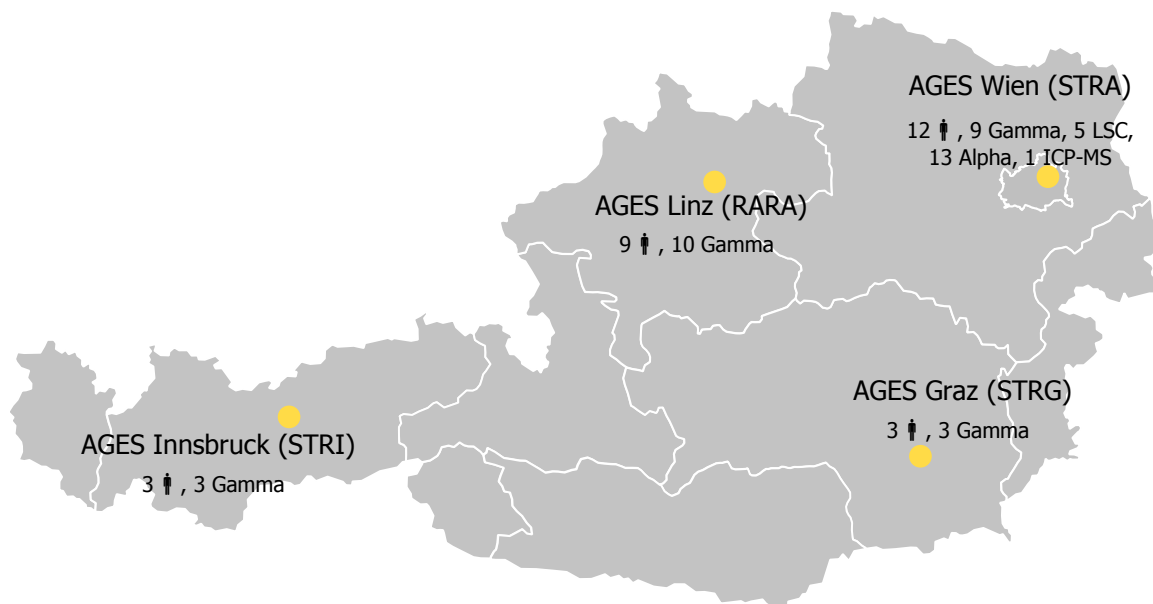 AGES Wien (STRA)
12 , 9 Gamma, 5 LSC,
13 Alpha, 1 ICP-MS
AGES Linz (RARA)
9 , 10 Gamma
AGES Graz (STRG)
3 , 3 Gamma
AGES Innsbruck (STRI)
3 , 3 Gamma